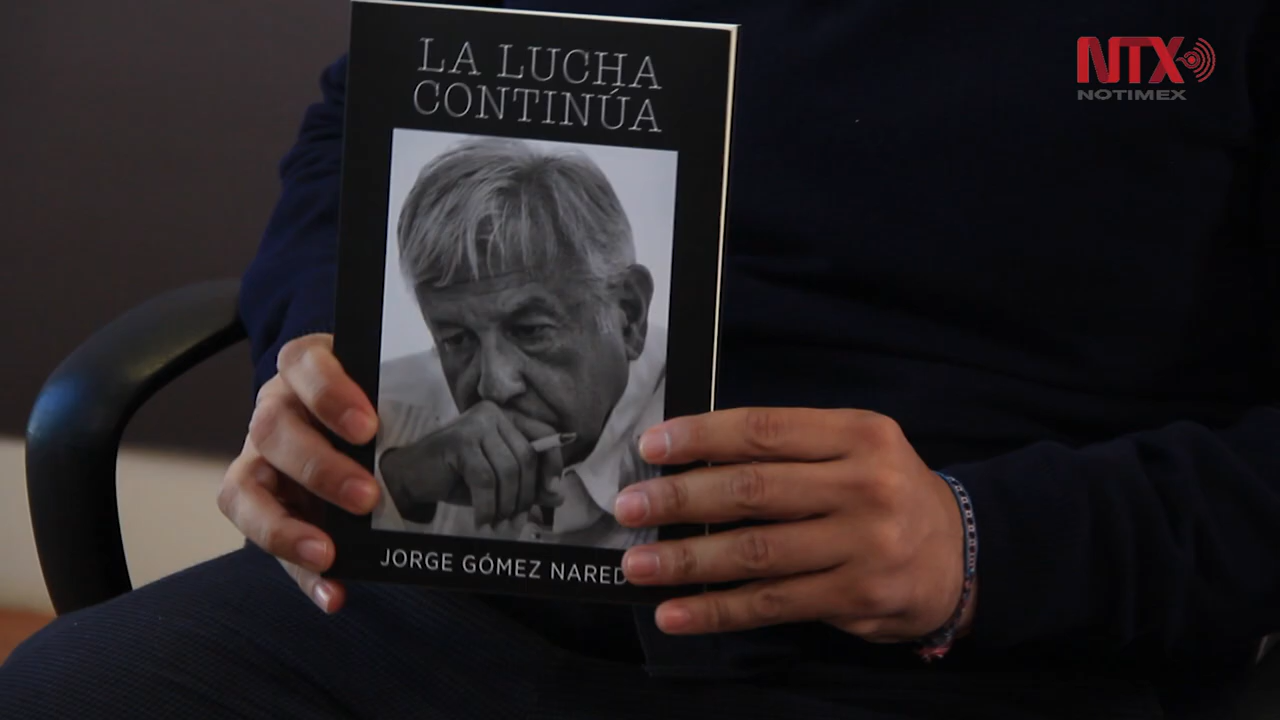 LA LUCHA
CONTINÚA
JORGE GÓMEZ NARED
NTX
NOTIMEX